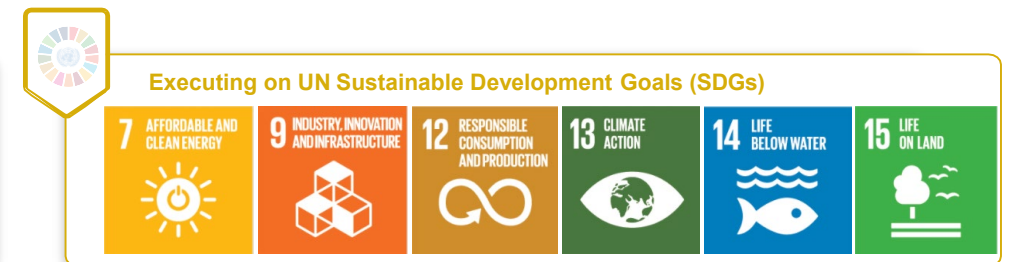 Executing on UN Sustainable Development Goals (SDGs)
7 AFFORDABLE AND
CLEAN ENERGY
9 INDUSTRY, INNOVATION
AND INFRASTRUCTURE
12 RESPONSIBLE
CONSUMPTION
AND PRODUCTION
13 CLIMATE
ACTION
14 LIFE
BELOW WATER
15 LIFE
ON LAND